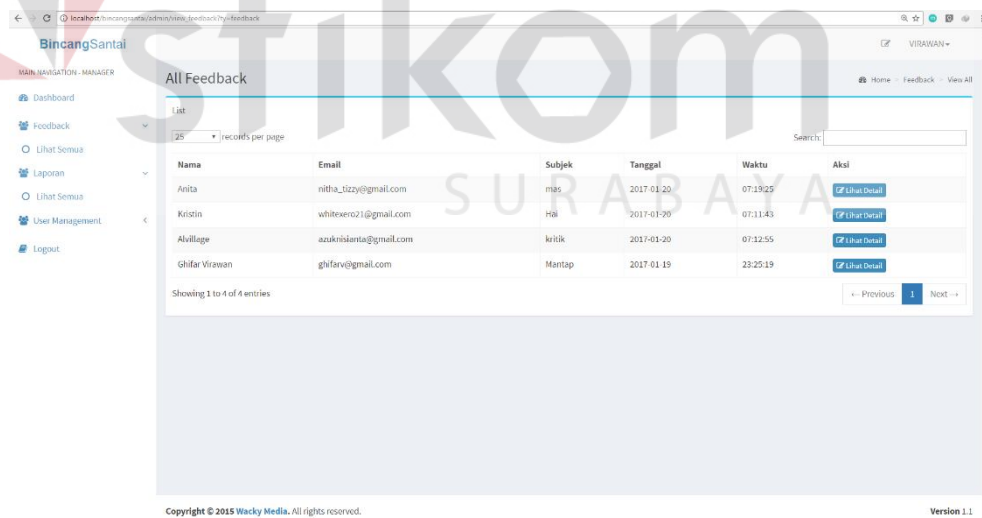 localhost/bincangsantai/admin/view_feedback?ty=feedback
BincangSantai
VIRAWAN
MAIN NAVIGATION - MANAGER
Dashboard
Feedback
Lihat Semua
Laporan
Lihat Semua
User Management
Logout
All Feedback
Home > Feedback > View All
List
25 records per page
Search:
Nama Email Subjek Tanggal Waktu Aksi
Anita nitha_tizzy@gmail.com mas 2017-01-20 07:19:25 Lihat Detail
Kristin whitexero21@gmail.com Hai 2017-01-20 07:11:43 Lihat Detail
Alvillage azuknisianta@gmail.com kritik 2017-01-20 07:12:55 Lihat Detail
Ghifar Virawan ghifarv@gmail.com Mantap 2017-01-19 23:25:19 Lihat Detail
Showing 1 to 4 of 4 entries
← Previous 1 Next →
Copyright © 2015 Wacky Media. All rights reserved.
Version 1.1
stikom
SURABAYA